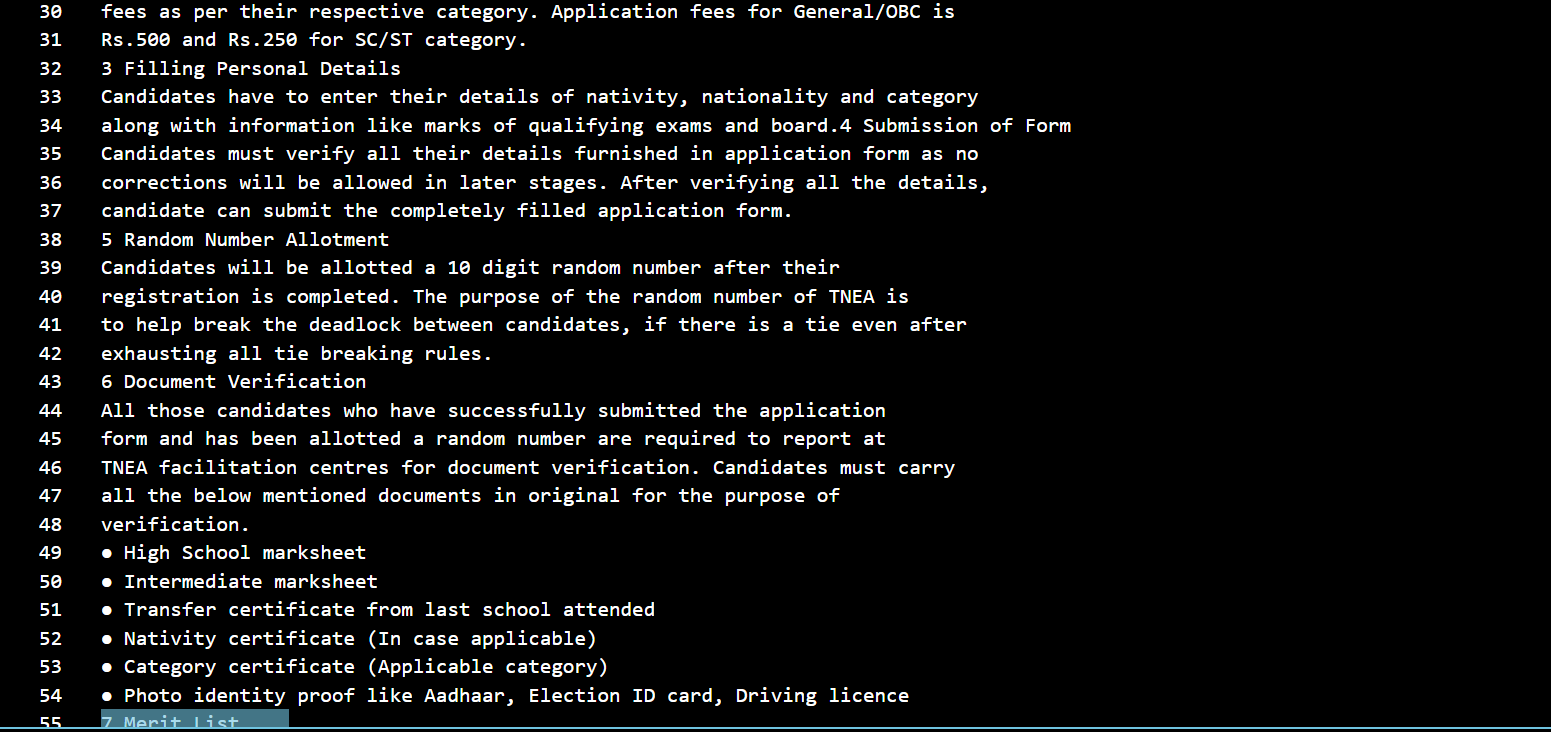 30 fees as per their respective category. Application fees for General/OBC is
31 Rs.500 and Rs.250 for SC/ST category.
32 3 Filling Personal Details
33 Candidates have to enter their details of nativity, nationality and category
34 along with information like marks of qualifying exams and board.4 Submission of Form
35 Candidates must verify all their details furnished in application form as no
36 corrections will be allowed in later stages. After verifying all the details,
37 candidate can submit the completely filled application form.
38 5 Random Number Allotment
39 Candidates will be allotted a 10 digit random number after their
40 registration is completed. The purpose of the random number of TNEA is
41 to help break the deadlock between candidates, if there is a tie even after
42 exhausting all tie breaking rules.
43 6 Document Verification
44 All those candidates who have successfully submitted the application
45 form and has been allotted a random number are required to report at
46 TNEA facilitation centres for document verification. Candidates must carry
47 all the below mentioned documents in original for the purpose of
48 verification.
49 ● High School marksheet
50 ● Intermediate marksheet
51 ● Transfer certificate from last school attended
52 ● Nativity certificate (In case applicable)
53 ● Category certificate (Applicable category)
54 ● Photo identity proof like Aadhaar, Election ID card, Driving licence
55 7 Merit List